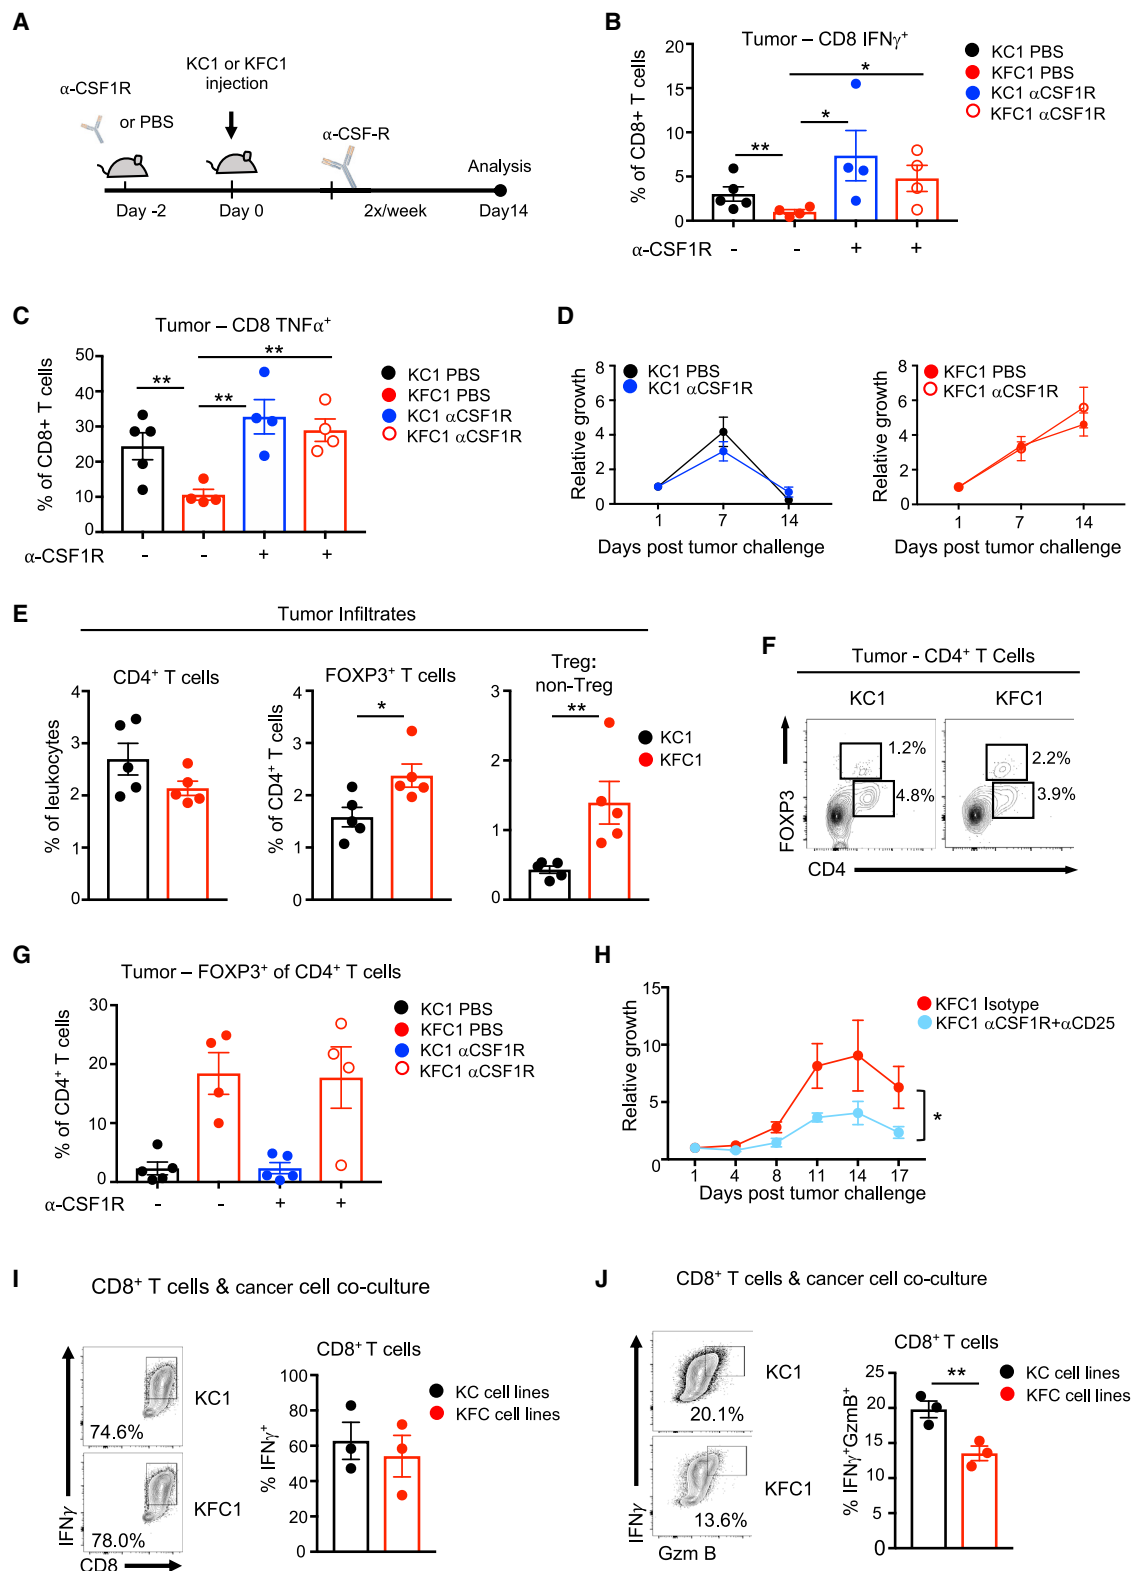 A
KC1 or KFC1
injection
α-CSF1R
or PBS
α-CSF-R
Analysis
Day -2
Day 0
2x/week
Day14
B
Tumor – CD8 IFNγ⁺
% of CD8+ T cells
20
15
10
5
0
*
*
**
KC1 PBS
KFC1 PBS
KC1 αCSF1R
KFC1 αCSF1R
α-CSF1R - - + +
C
Tumor – CD8 TNFα⁺
% of CD8+ T cells
50
40
30
20
10
0
**
**
**
KC1 PBS
KFC1 PBS
KC1 αCSF1R
KFC1 αCSF1R
α-CSF1R - - + +
D
Relative growth
8
6
4
2
0
KC1 PBS
KC1 αCSF1R
1 7 14
Days post tumor challenge
Relative growth
8
6
4
2
0
KFC1 PBS
KFC1 αCSF1R
1 7 14
Days post tumor challenge
E
Tumor Infiltrates
CD4⁺ T cells
% of leukocytes
4
3
2
1
0
FOXP3⁺ T cells
% of CD4⁺ T cells
4
3
2
1
0
*
Treg:
non-Treg
3
2
1
0
**
KC1
KFC1
F
Tumor - CD4⁺ T Cells
KC1 KFC1
1.2%
4.8%
2.2%
3.9%
FOXP3
CD4
G
Tumor – FOXP3⁺ of CD4⁺ T cells
% of CD4⁺ T cells
30
20
10
0
KC1 PBS
KFC1 PBS
KC1 αCSF1R
KFC1 αCSF1R
α-CSF1R - - + +
H
Relative growth
15
10
5
0
KFC1 Isotype
KFC1 αCSF1R+αCD25
*
1 4 8 11 14 17
Days post tumor challenge
I
CD8⁺ T cells & cancer cell co-culture
KC1
74.6%
KFC1
78.0%
IFNγ
CD8
CD8⁺ T cells
% IFNγ⁺
100
80
60
40
20
0
KC cell lines
KFC cell lines
J
CD8⁺ T cells & cancer cell co-culture
KC1
20.1%
KFC1
13.6%
IFNγ
Gzm B
CD8⁺ T cells
% IFNγ⁺GzmB⁺
25
20
15
10
5
0
**
KC cell lines
KFC cell lines